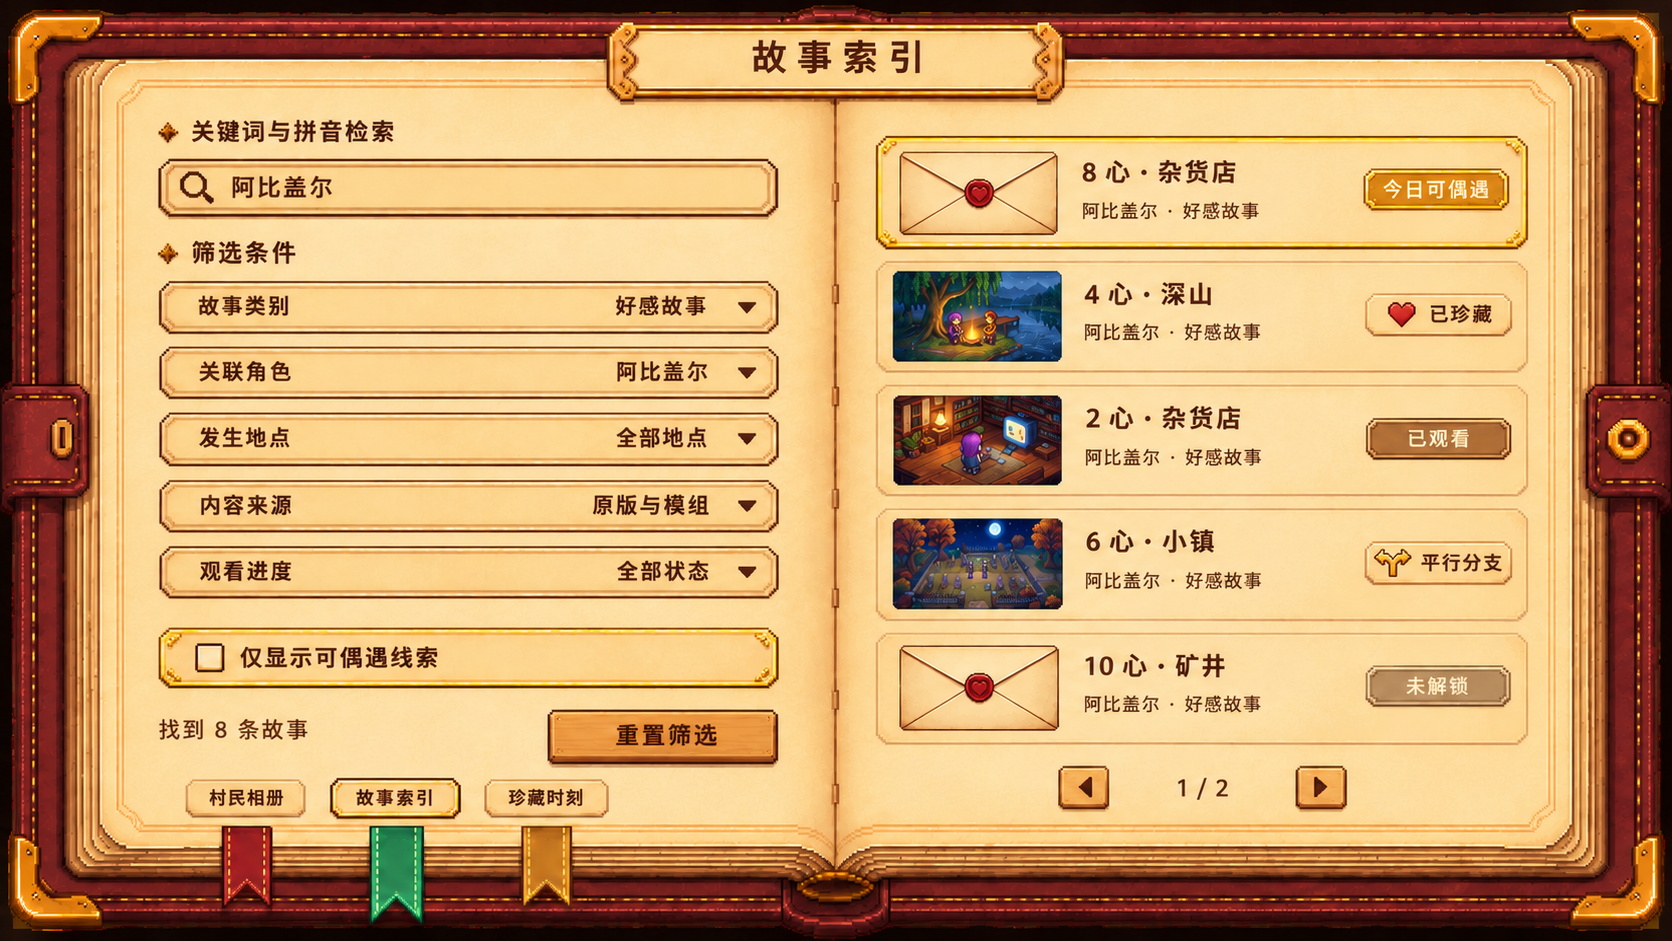 故事索引
关键词与拼音检索
阿比盖尔
筛选条件
故事类别 好感故事
关联角色 阿比盖尔
发生地点 全部地点
内容来源 原版与模组
观看进度 全部状态
仅显示可偶遇线索
找到 8 条故事
重置筛选
村民相册
故事索引
珍藏时刻
8 心 · 杂货店
阿比盖尔 · 好感故事
今日可偶遇
4 心 · 深山
阿比盖尔 · 好感故事
已珍藏
2 心 · 杂货店
阿比盖尔 · 好感故事
已观看
6 心 · 小镇
阿比盖尔 · 好感故事
平行分支
10 心 · 矿井
阿比盖尔 · 好感故事
未解锁
1 / 2